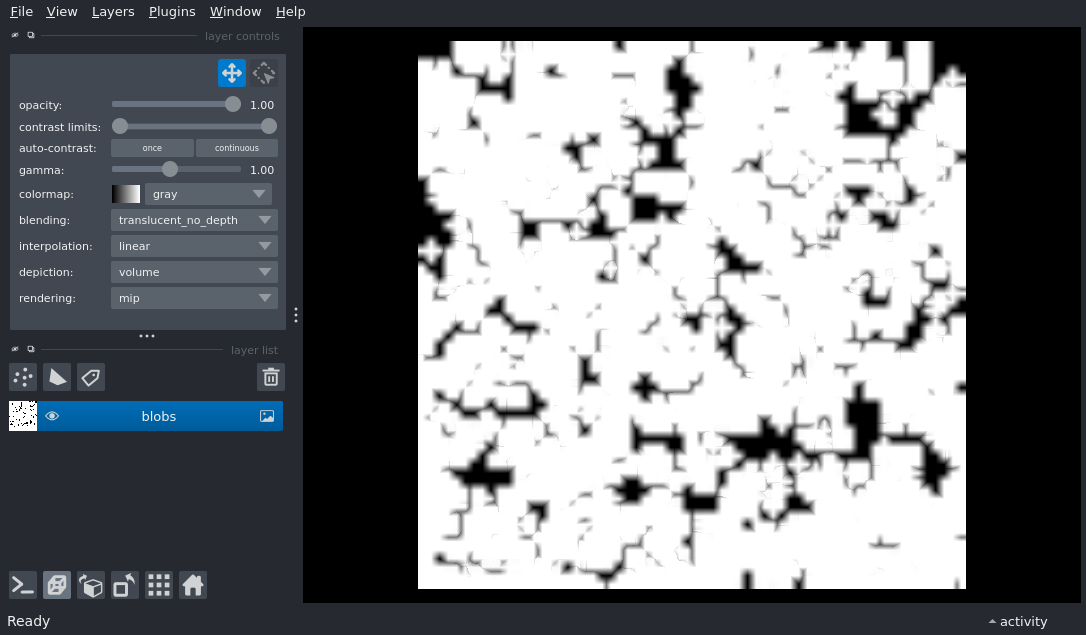 File View Layers Plugins Window Help
layer controls
opacity: 1.00
contrast limits:
auto-contrast: once continuous
gamma: 1.00
colormap: gray
blending: translucent_no_depth
interpolation: linear
depiction: volume
rendering: mip
layer list
blobs
Ready activity